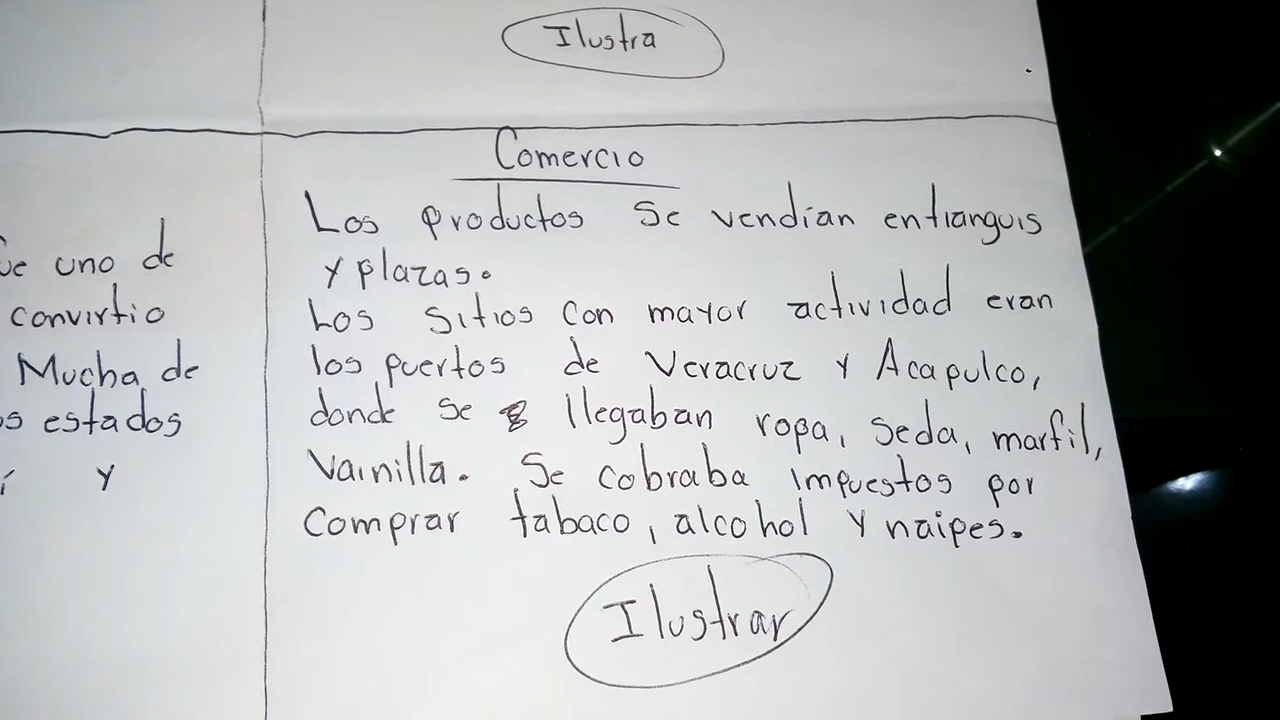 Ilustra
Comercio
Los productos se vendían entianguis
y plazas.
Los sitios con mayor actividad eran
los puertos de Veracruz y Acapulco,
donde se llegaban ropa, seda, marfil,
vainilla. Se cobraba impuestos por
comprar tabaco, alcohol y naipes.
Ilustrar
uno de
convirtio
Mucha de
estados
y